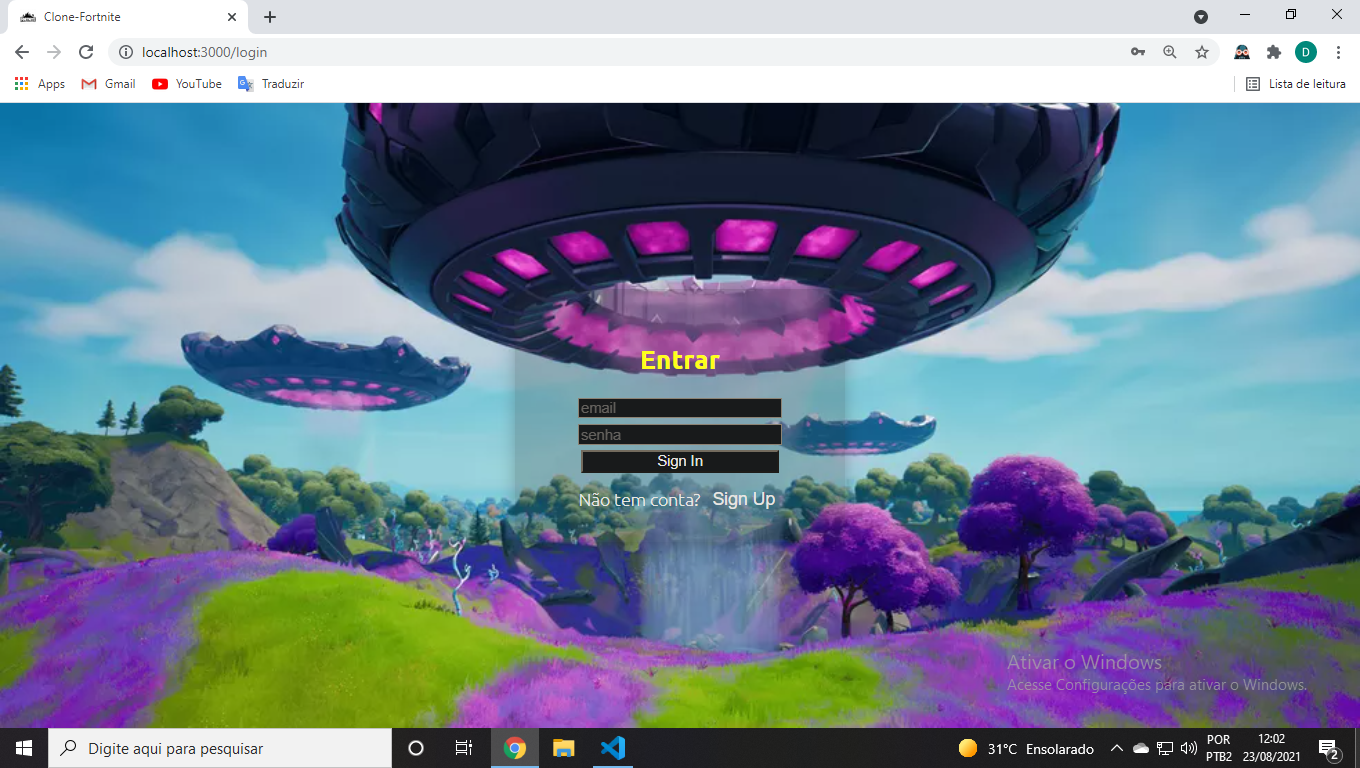 Clone-Fortnite
localhost:3000/login
D
Apps Gmail YouTube Traduzir Lista de leitura
Entrar
email
senha
Sign In
Não tem conta? Sign Up
Ativar o Windows
Acesse Configurações para ativar o Windows.
Digite aqui para pesquisar
31°C Ensolarado
POR
PTB2
12:02
23/08/2021
2